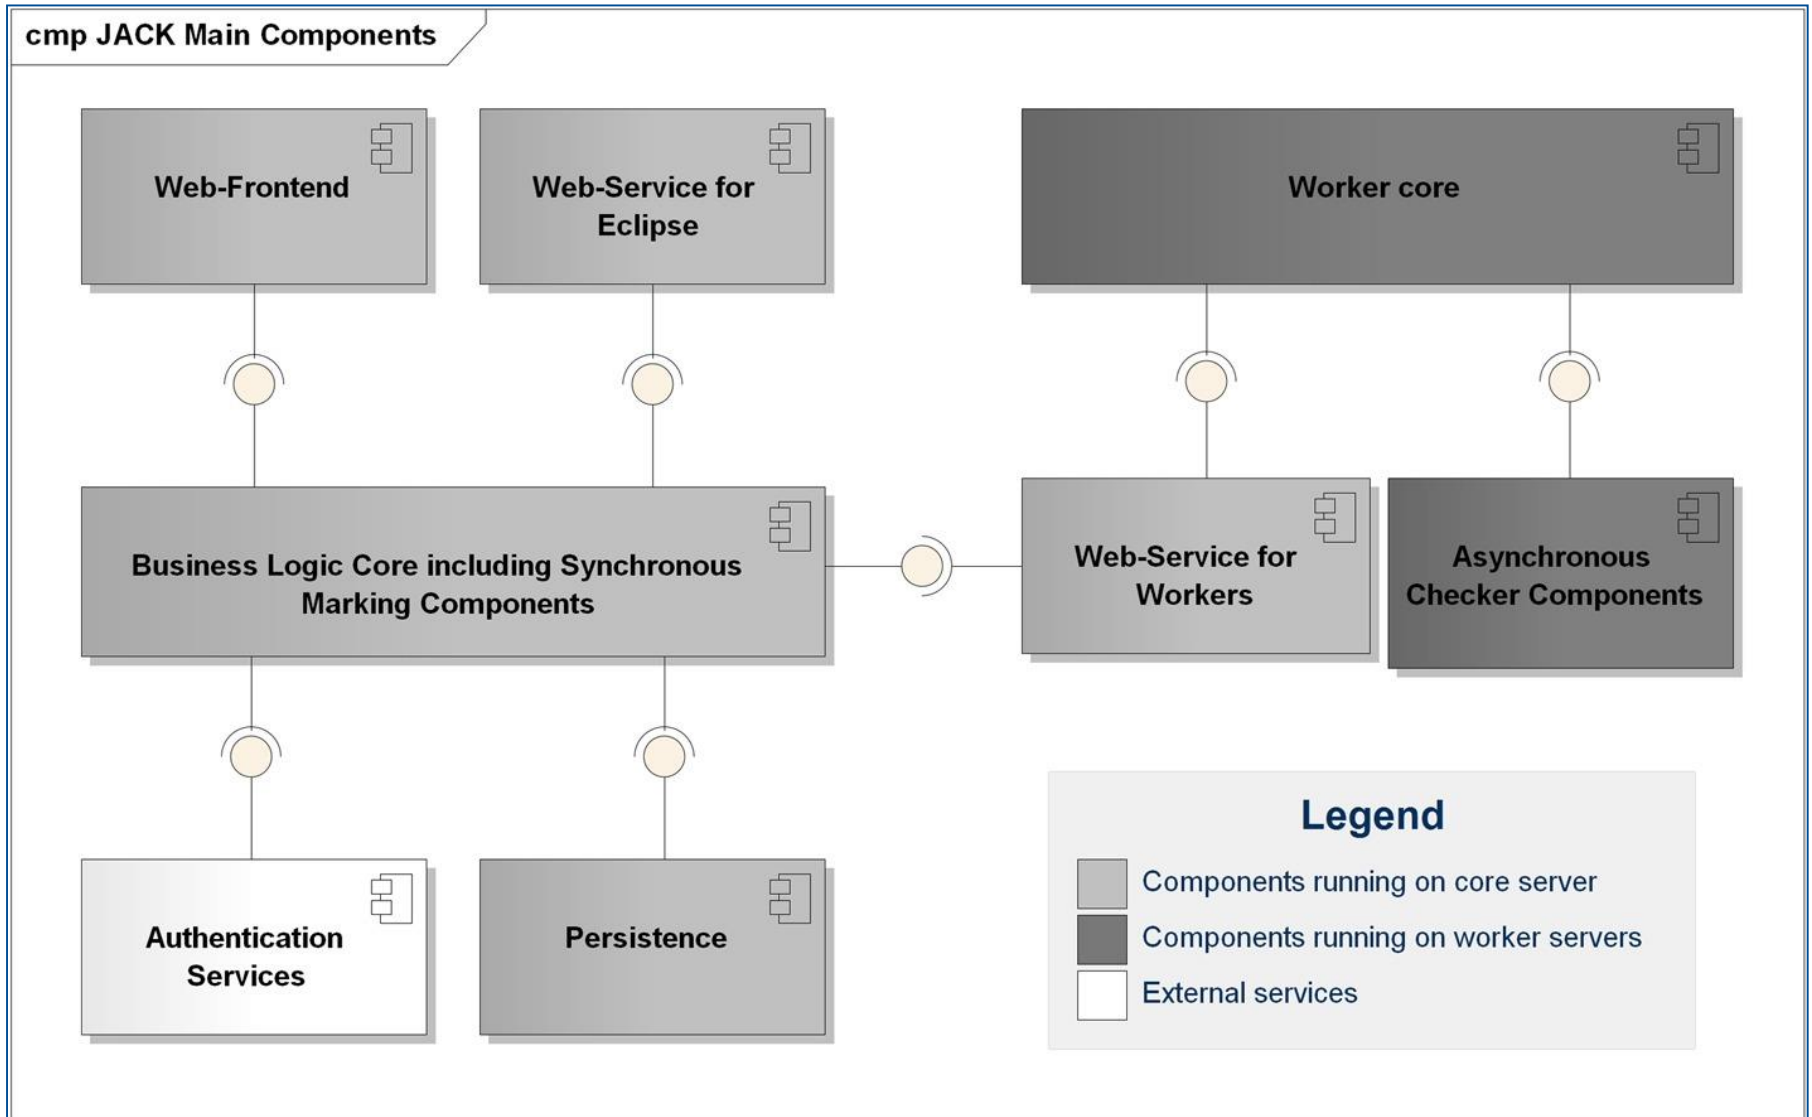 cmp JACK Main Components
Web-Frontend
Web-Service for
Eclipse
Worker core
Business Logic Core including Synchronous
Marking Components
Web-Service for
Workers
Asynchronous
Checker Components
Authentication
Services
Persistence
Legend
Components running on core server
Components running on worker servers
External services